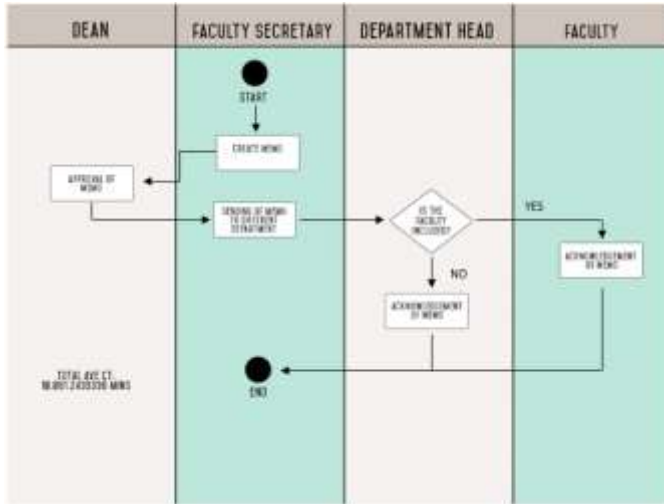 DEAN
FACULTY SECRETARY
DEPARTMENT HEAD
FACULTY
START
CREATE MEMO
APPROVAL OF
MEMO
SENDING OF MEMO
TO DIFFERENT
DEPARTMENT
IS THE
FACULTY
INCLUDED?
YES
ACKNOWLEDGEMENT
OF MEMO
NO
ACKNOWLEDGEMENT
OF MEMO
TOTAL AVE CT:
MINS
END